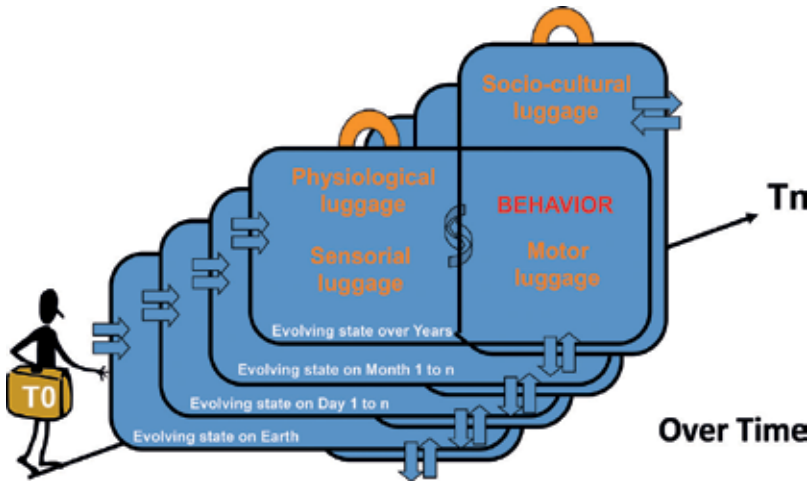 Socio-cultural
luggage
Physiological
luggage
BEHAVIOR
Tn
Sensorial
luggage
Motor
luggage
Evolving state over Years
Evolving state on Month 1 to n
T0
Evolving state on Day 1 to n
Evolving state on Earth
Over Time